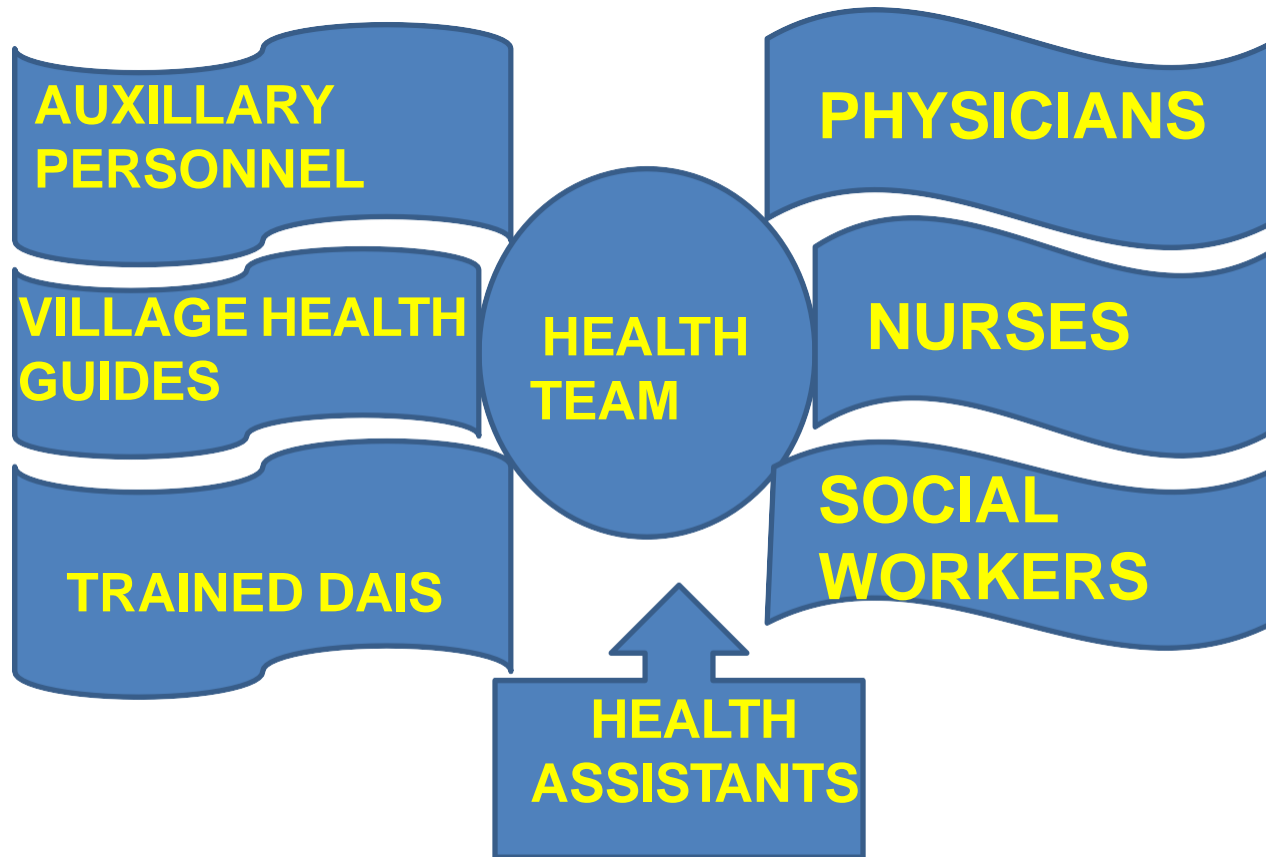 AUXILLARY
PERSONNEL
VILLAGE HEALTH
GUIDES
TRAINED DAIS
HEALTH
TEAM
PHYSICIANS
NURSES
SOCIAL
WORKERS
HEALTH
ASSISTANTS